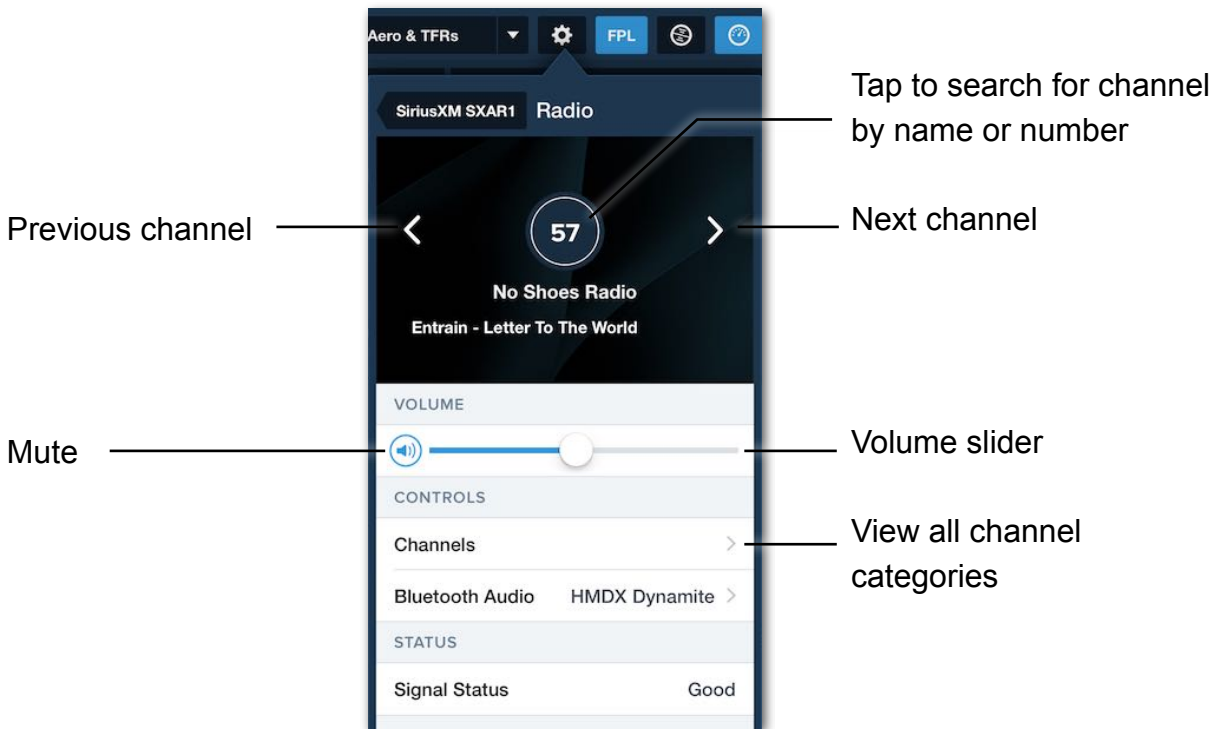 Aero & TFRs
FPL
SiriusXM SXAR1
Radio
Tap to search for channel
by name or number
Previous channel
57
Next channel
No Shoes Radio
Entrain - Letter To The World
VOLUME
Mute
Volume slider
CONTROLS
Channels
View all channel
categories
Bluetooth Audio HMDX Dynamite
STATUS
Signal Status Good